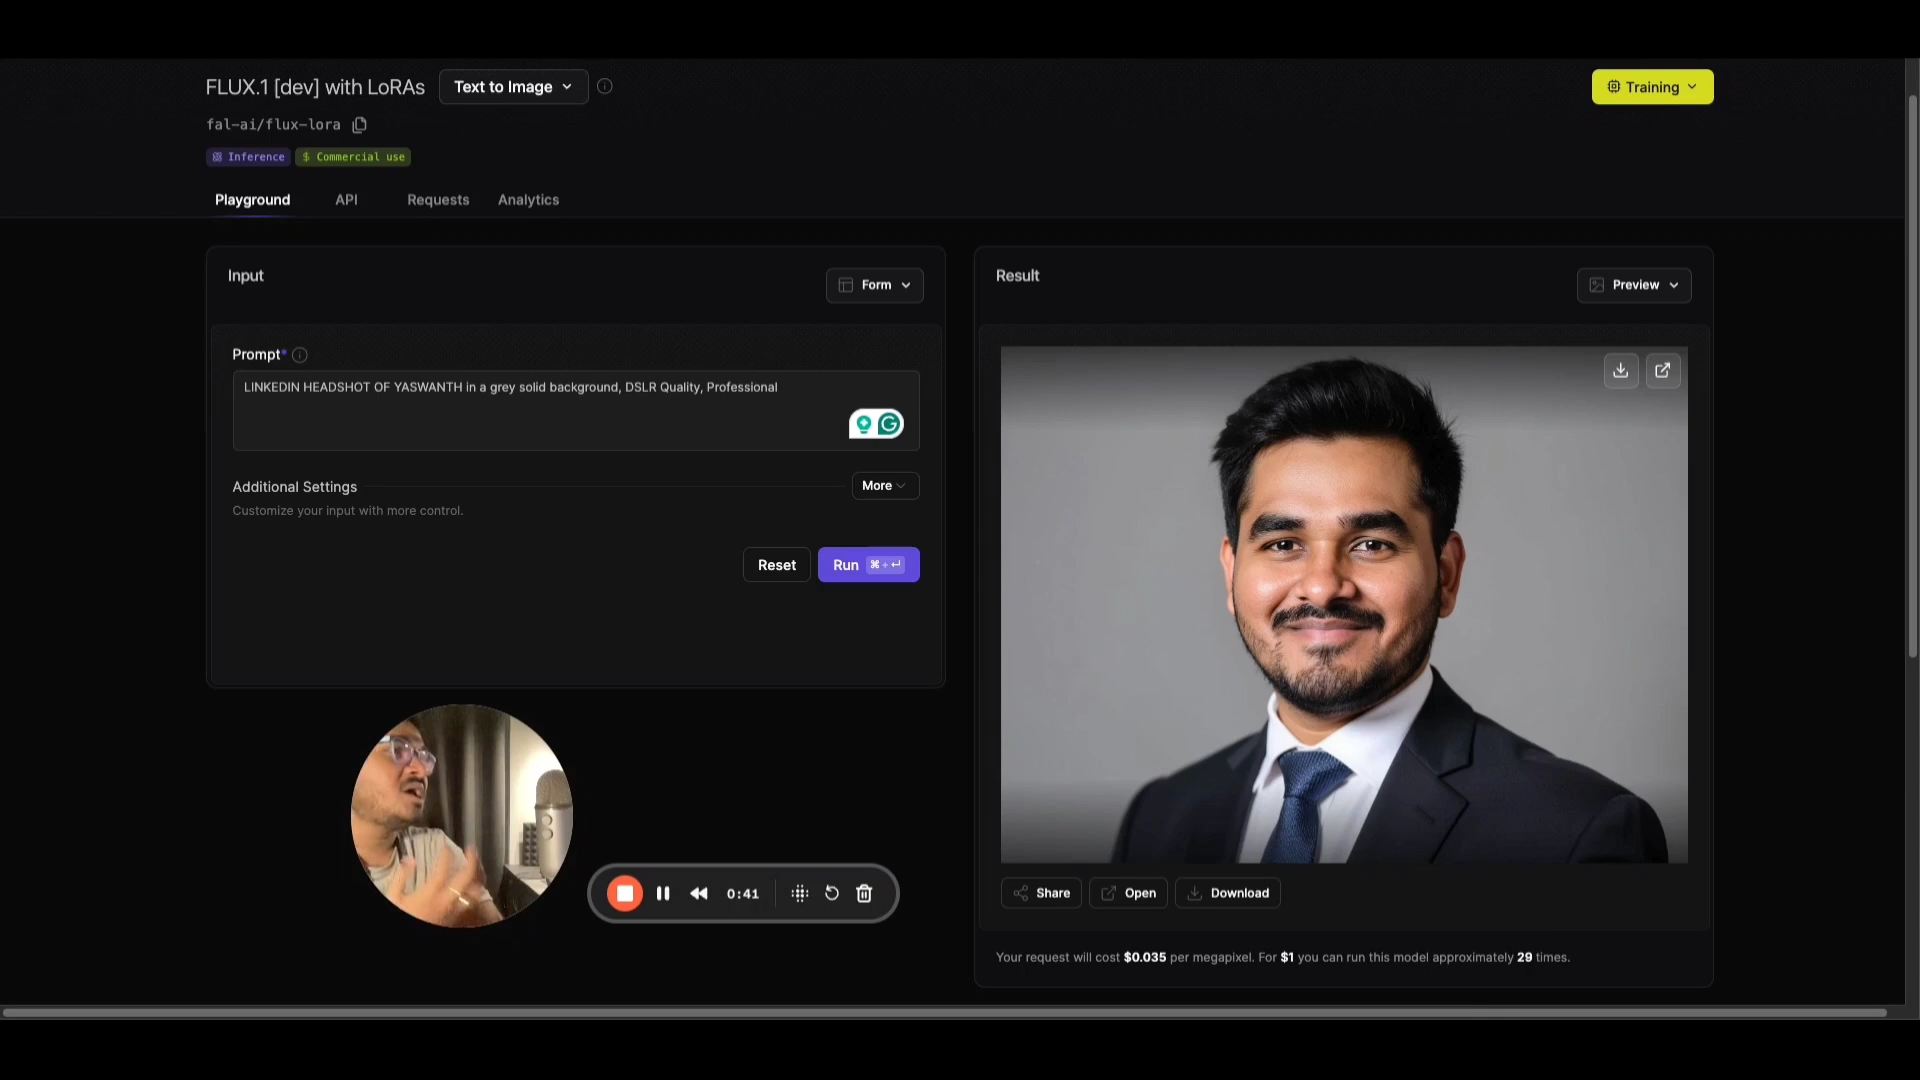 FLUX.1 [dev] with LoRAs
Text to Image
Training
fal-ai/flux-lora
Inference
$ Commercial use
Playground
API
Requests
Analytics
Input
Form
Prompt*
LINKEDIN HEADSHOT OF YASWANTH in a grey solid background, DSLR Quality, Professional
Additional Settings
More
Customize your input with more control.
Reset
Run ⌘+↵
0:41
Result
Preview
Share
Open
Download
Your request will cost $0.035 per megapixel. For $1 you can run this model approximately 29 times.